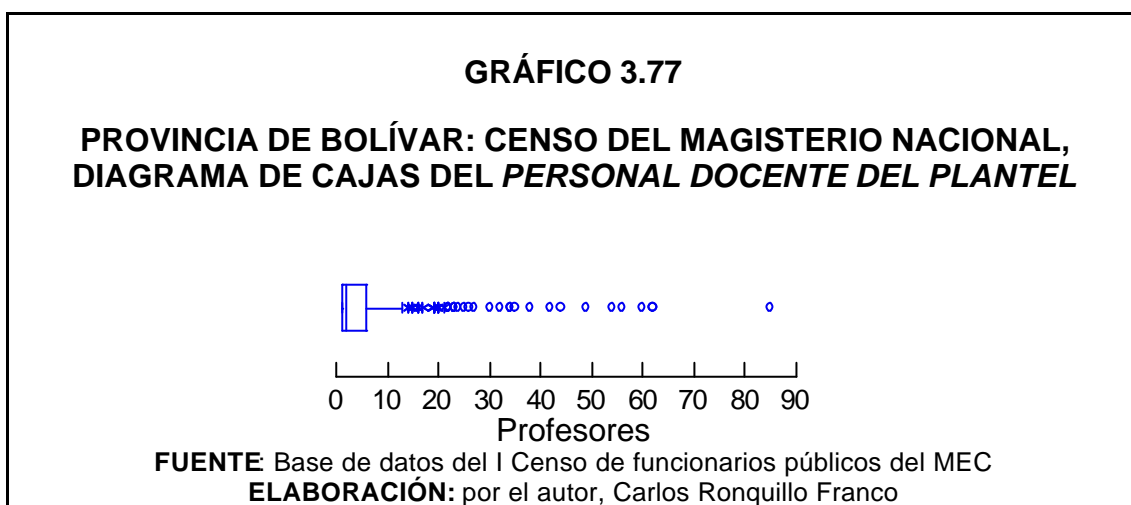 GRÁFICO 3.77
PROVINCIA DE BOLÍVAR: CENSO DEL MAGISTERIO NACIONAL,
DIAGRAMA DE CAJAS DEL PERSONAL DOCENTE DEL PLANTEL
0 10 20 30 40 50 60 70 80 90
Profesores
FUENTE: Base de datos del I Censo de funcionarios públicos del MEC
ELABORACIÓN: por el autor, Carlos Ronquillo Franco